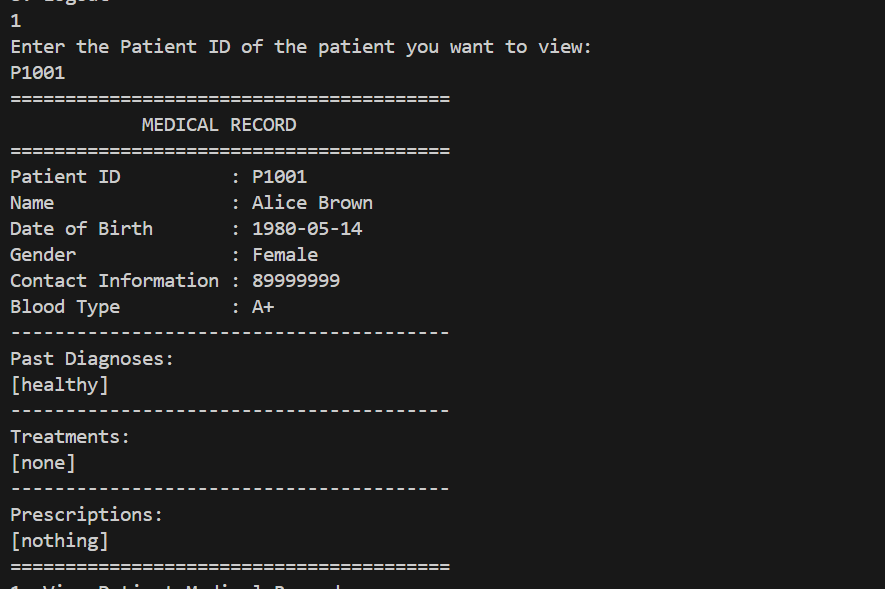 1
Enter the Patient ID of the patient you want to view:
P1001
========================================
MEDICAL RECORD
========================================
Patient ID          : P1001
Name                : Alice Brown
Date of Birth       : 1980-05-14
Gender              : Female
Contact Information : 89999999
Blood Type          : A+
----------------------------------------
Past Diagnoses:
[healthy]
----------------------------------------
Treatments:
[none]
----------------------------------------
Prescriptions:
[nothing]
========================================
1. View Patient Medical Record